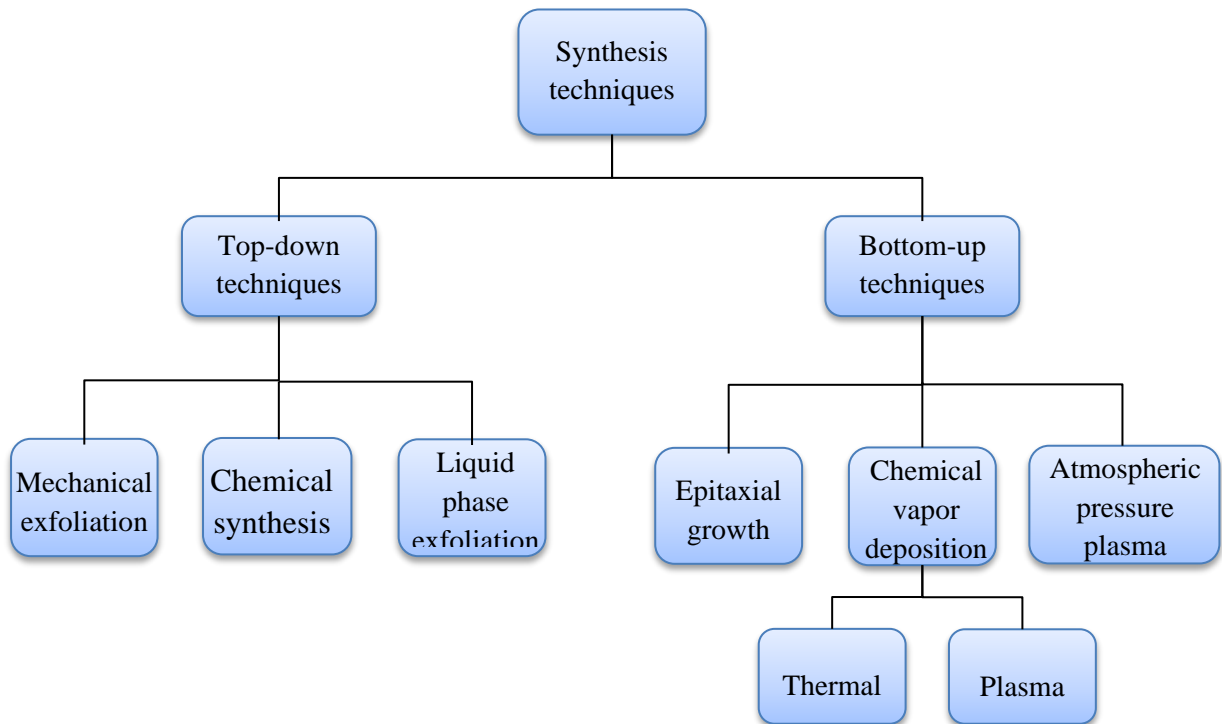 Synthesis
techniques
Top-down
techniques
Bottom-up
techniques
Mechanical
exfoliation
Chemical
synthesis
Liquid
phase
exfoliation
Epitaxial
growth
Chemical
vapor
deposition
Atmospheric
pressure
plasma
Thermal
Plasma